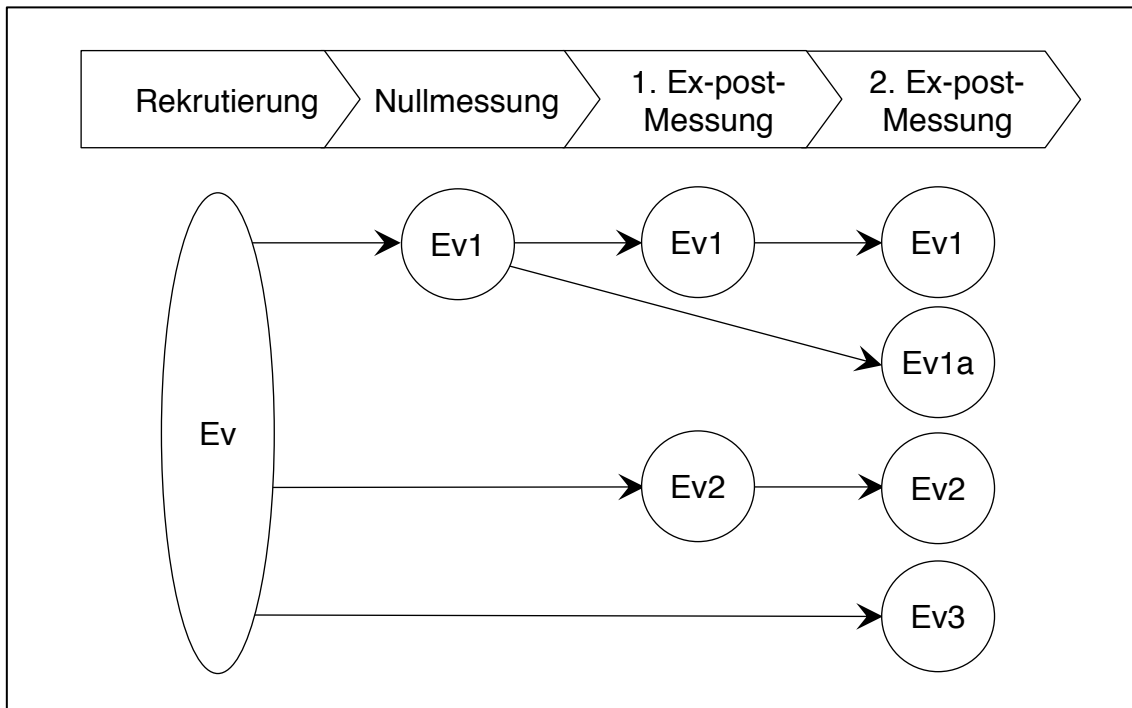 Rekrutierung
Nullmessung
1. Ex-post-
Messung
2. Ex-post-
Messung
Ev1
Ev1
Ev1
Ev1a
Ev
Ev2
Ev2
Ev3